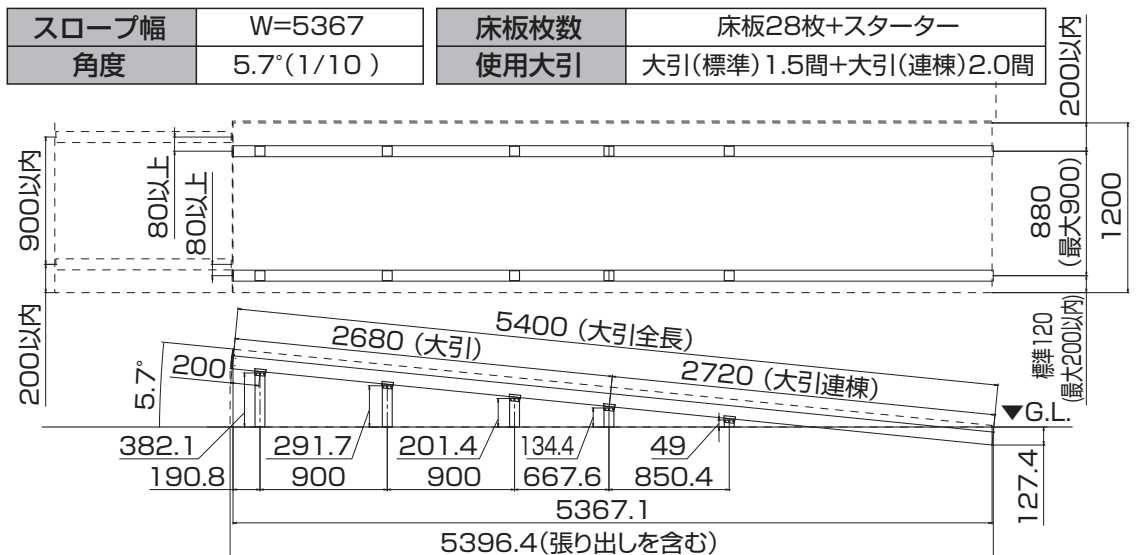 スロープ幅 W=5367
角度 5.7°(1/10 )
床板枚数 床板28枚+スターター
使用大引 大引(標準)1.5間+大引(連棟)2.0間
200以内
900以内
80以上
80以上
880
(最大900)
1200
200以内
標準120
(最大200以内)
5400 (大引全長)
2680 (大引)
2720 (大引連棟)
5.7°
200
▼G.L.
382.1 291.7 201.4 134.4 49
190.8 900 900 667.6 850.4
127.4
5367.1
5396.4(張り出しを含む)